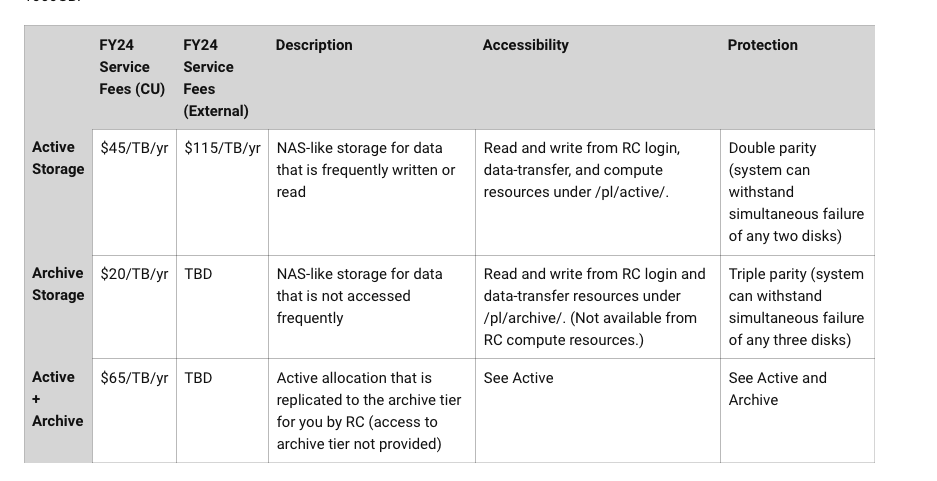 FY24
Service
Fees (CU)
FY24
Service
Fees
(External)
Description
Accessibility
Protection
Active
Storage
$45/TB/yr
$115/TB/yr
NAS-like storage for data
that is frequently written or
read
Read and write from RC login,
data-transfer, and compute
resources under /pl/active/.
Double parity
(system can
withstand
simultaneous failure
of any two disks)
Archive
Storage
$20/TB/yr
TBD
NAS-like storage for data
that is not accessed
frequently
Read and write from RC login and
data-transfer resources under
/pl/archive/. (Not available from
RC compute resources.)
Triple parity (system
can withstand
simultaneous failure
of any three disks)
Active
+
Archive
$65/TB/yr
TBD
Active allocation that is
replicated to the archive tier
for you by RC (access to
archive tier not provided)
See Active
See Active and
Archive